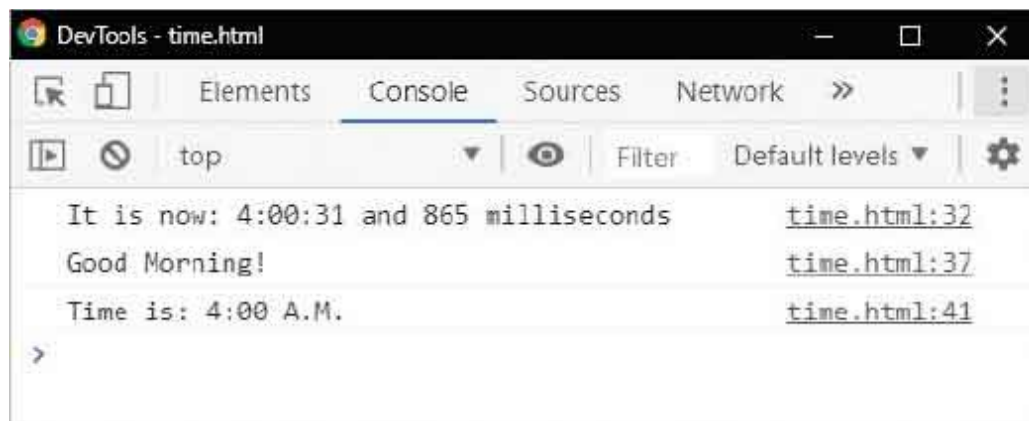 DevTools - time.html
Elements Console Sources Network »
top Filter Default levels
It is now: 4:00:31 and 865 milliseconds time.html:32
Good Morning! time.html:37
Time is: 4:00 A.M. time.html:41
>